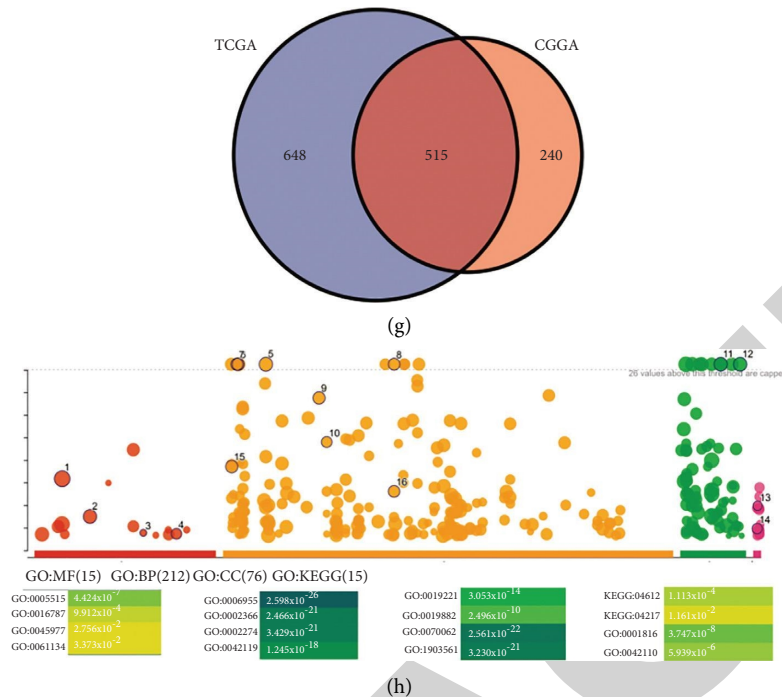 TCGA
CGGA
648
515
240
(g)
5
8
11
12
26 values above this threshold are cappe
9
10
15
1
16
2
13
3
4
14
GO:MF(15) GO:BP(212) GO:CC(76) GO:KEGG(15)
GO:0005515 4.424x10-7
GO:0016787 9.912x10-4
GO:0045977 2.756x10-2
GO:0061134 3.373x10-2
GO:0006955 2.598x10-26
GO:0002366 2.466x10-21
GO:0002274 3.429x10-21
GO:0042119 1.245x10-18
GO:0019221 3.053x10-14
GO:0019882 2.496x10-10
GO:0070062 2.561x10-22
GO:1903561 3.230x10-21
KEGG:04612 1.113x10-4
KEGG:04217 1.161x10-2
GO:0001816 3.747x10-8
GO:0042110 5.939x10-6
(h)